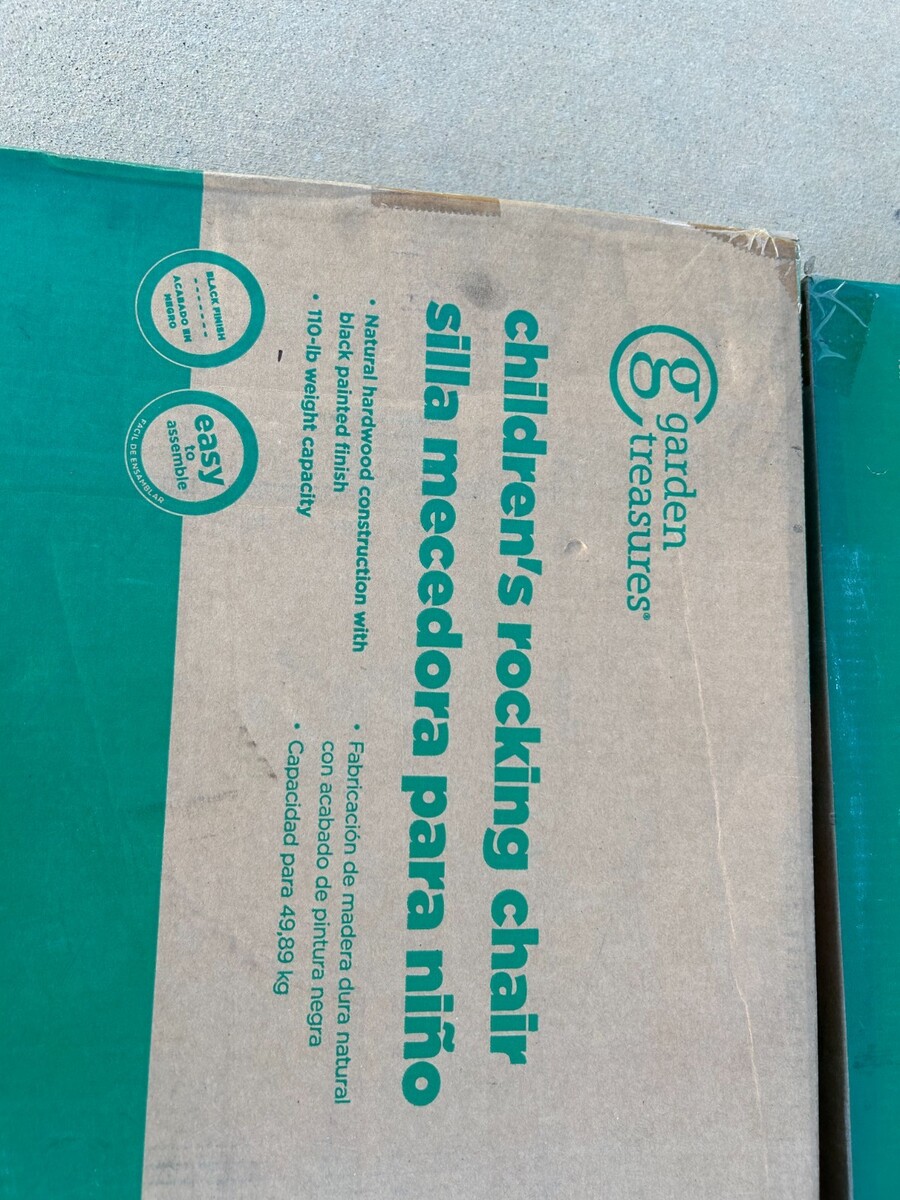 g garden
treasures®
children's rocking chair
silla mecedora para niño
• Natural hardwood construction with
black painted finish
• 110-lb weight capacity
• Fabricación de madera dura natural
con acabado de pintura negra
• Capacidad para 49,89 kg
BLACK FINISH
ACABADO EN
NEGRO
easy
to
assemble
FÁCIL DE ENSAMBLAR